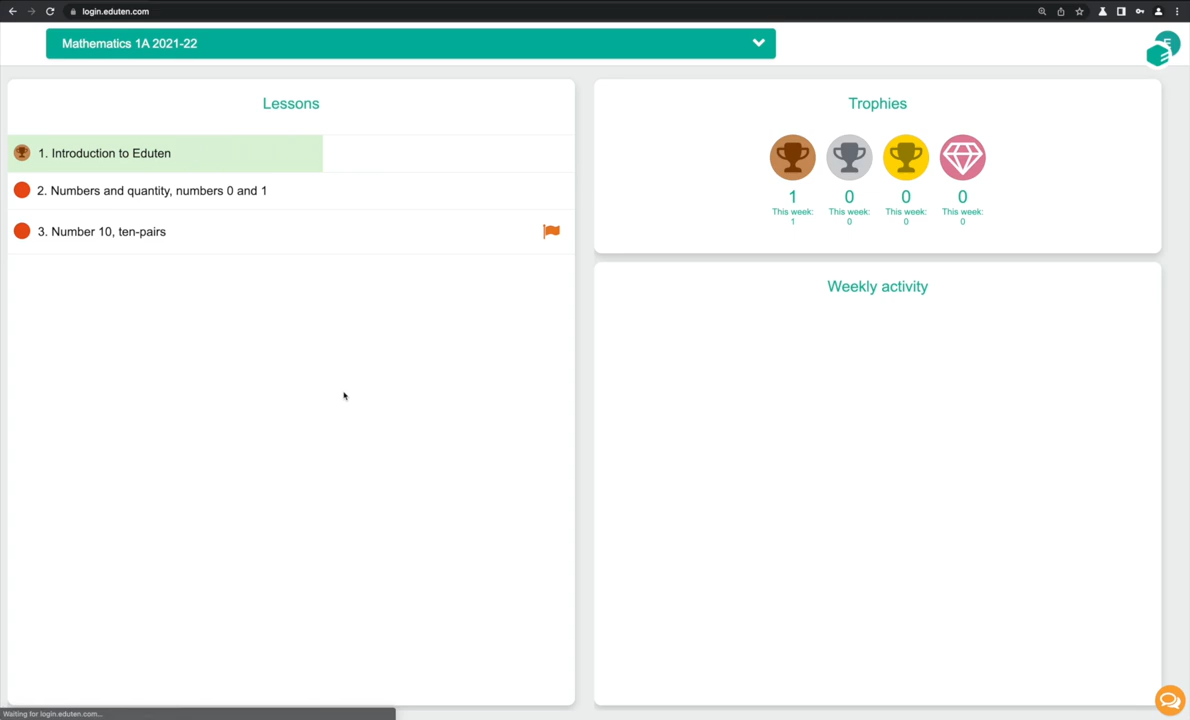 login.eduten.com
Mathematics 1A 2021-22
E
Lessons
1. Introduction to Eduten
2. Numbers and quantity, numbers 0 and 1
3. Number 10, ten-pairs
Trophies
1 0 0 0
This week: This week: This week: This week:
1 0 0 0
Weekly activity
Waiting for login.eduten.com...